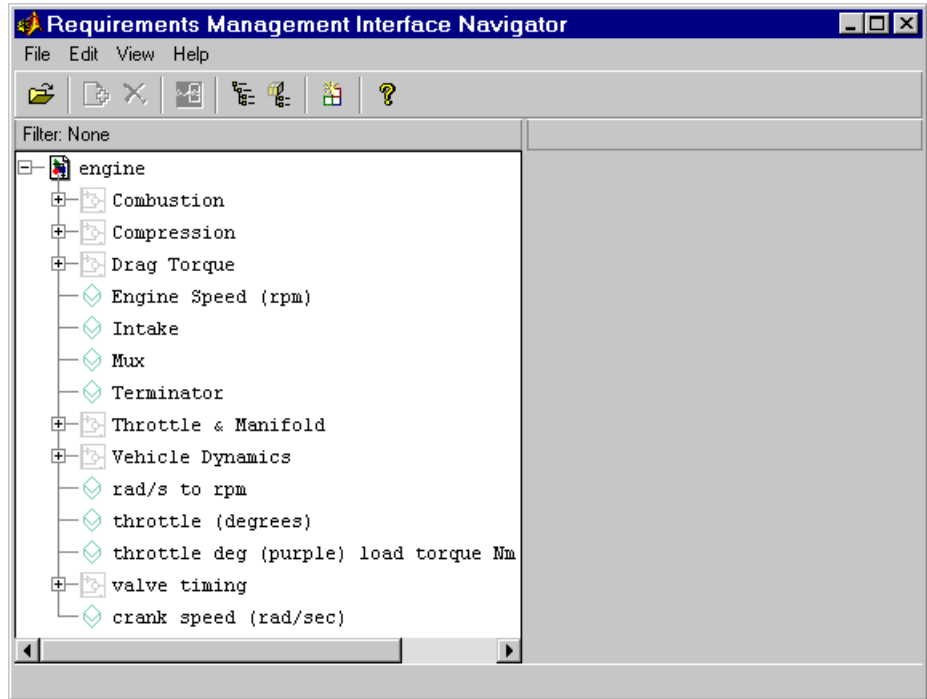 Requirements Management Interface Navigator
File Edit View Help
Filter: None
engine
Combustion
Compression
Drag Torque
Engine Speed (rpm)
Intake
Mux
Terminator
Throttle & Manifold
Vehicle Dynamics
rad/s to rpm
throttle (degrees)
throttle deg (purple) load torque Nm
valve timing
crank speed (rad/sec)